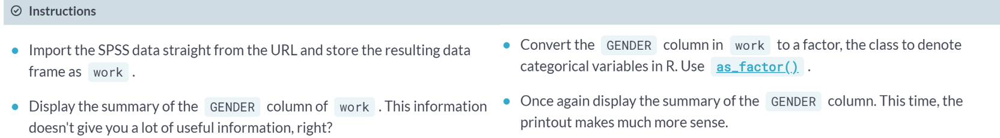 Instructions
Import the SPSS data straight from the URL and store the resulting data
frame as work .
Display the summary of the GENDER column of work . This information
doesn't give you a lot of useful information, right?
Convert the GENDER column in work to a factor, the class to denote
categorical variables in R. Use as_factor() .
Once again display the summary of the GENDER column. This time, the
printout makes much more sense.